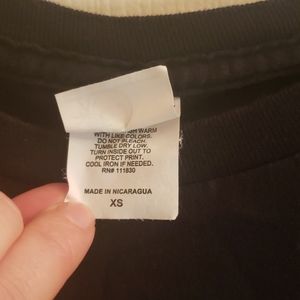 WARM
WITH LIKE COLORS.
DO NOT BLEACH.
TUMBLE DRY LOW.
TURN INSIDE OUT TO
PROTECT PRINT.
COOL IRON IF NEEDED.
RN# 111830
MADE IN NICARAGUA
XS